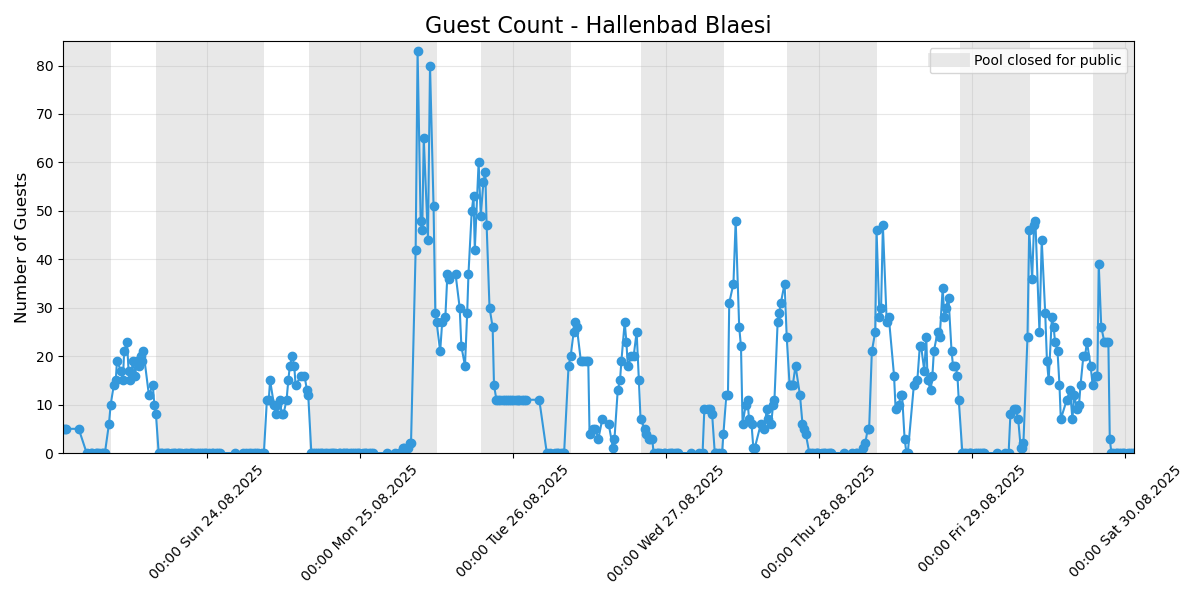 Guest Count - Hallenbad Blaesi
Pool closed for public
Number of Guests
80
70
60
50
40
30
20
10
0
00:00 Sun 24.08.2025
00:00 Mon 25.08.2025
00:00 Tue 26.08.2025
00:00 Wed 27.08.2025
00:00 Thu 28.08.2025
00:00 Fri 29.08.2025
00:00 Sat 30.08.2025